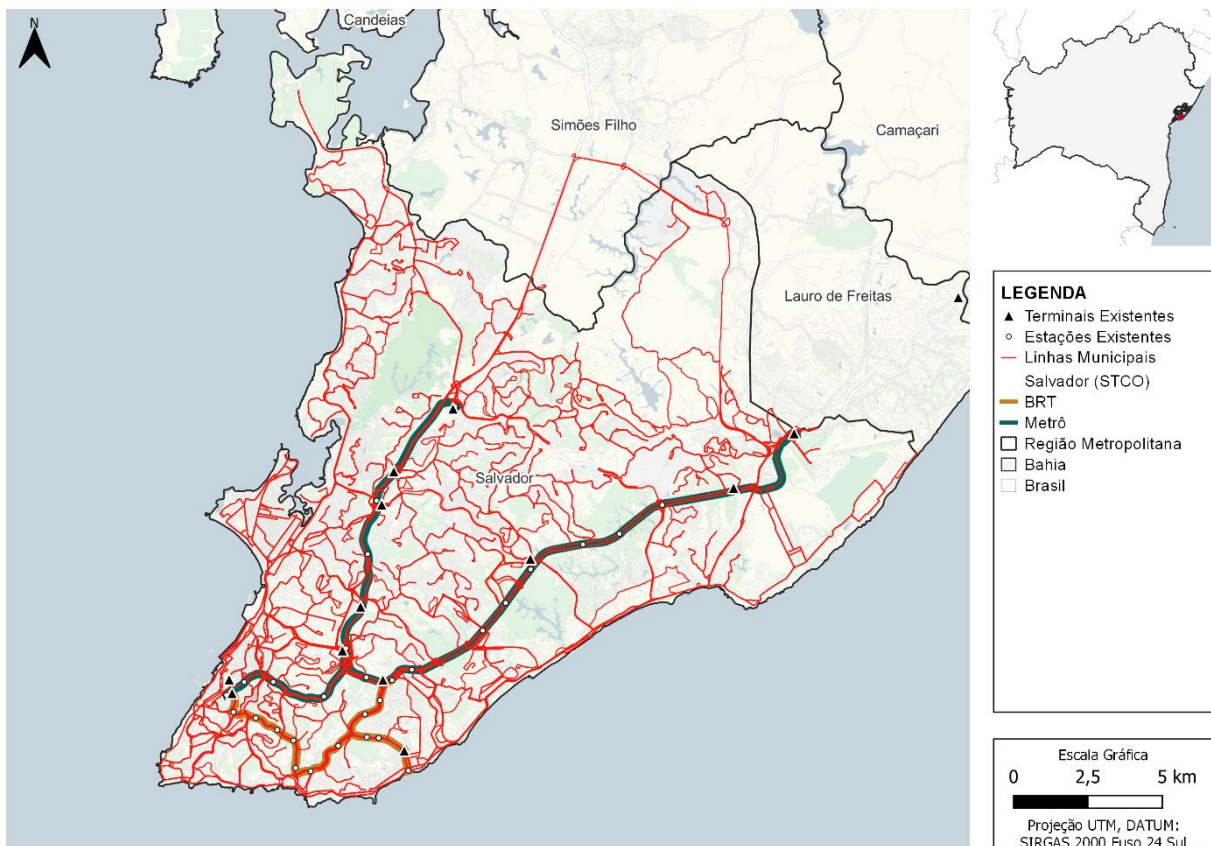 N
Candeias
Simões Filho
Camaçari
Lauro de Freitas
Salvador
LEGENDA
Terminais Existentes
Estações Existentes
Linhas Municipais
Salvador (STCO)
BRT
Metrô
Região Metropolitana
Bahia
Brasil
Escala Gráfica
0 2,5 5 km
Projeção UTM, DATUM:
SIRGAS 2000 Fuso 24 Sul